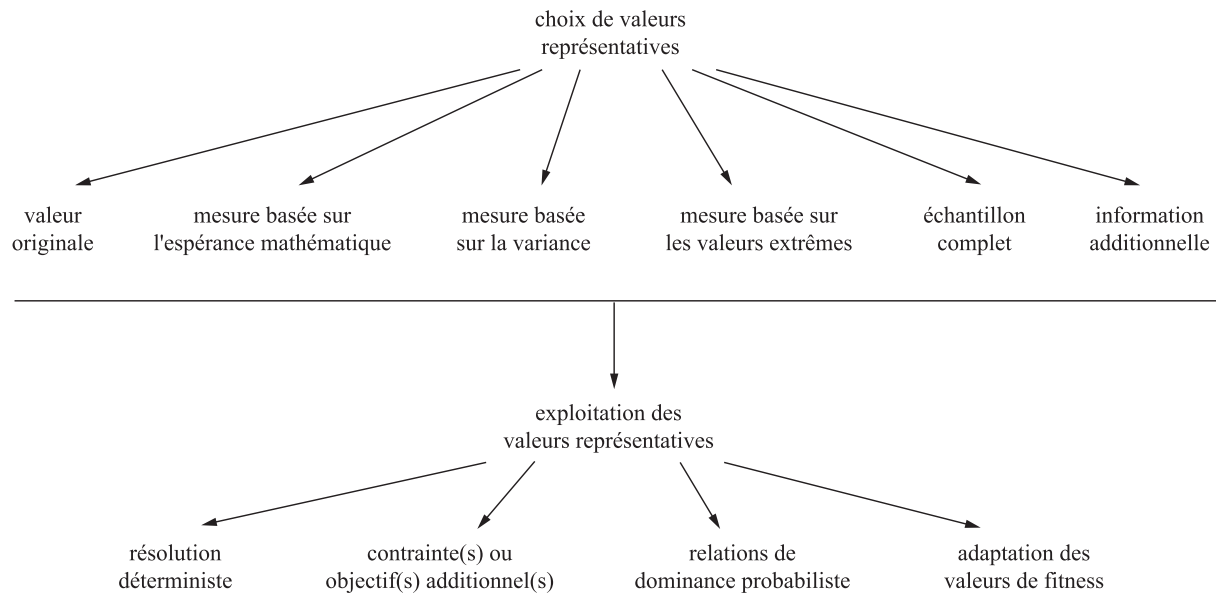 choix de valeurs
représentatives
valeur
originale
mesure basée sur
l'espérance mathématique
mesure basée
sur la variance
mesure basée sur
les valeurs extrêmes
échantillon
complet
information
additionnelle
exploitation des
valeurs représentatives
résolution
déterministe
contrainte(s) ou
objectif(s) additionnel(s)
relations de
dominance probabiliste
adaptation des
valeurs de fitness